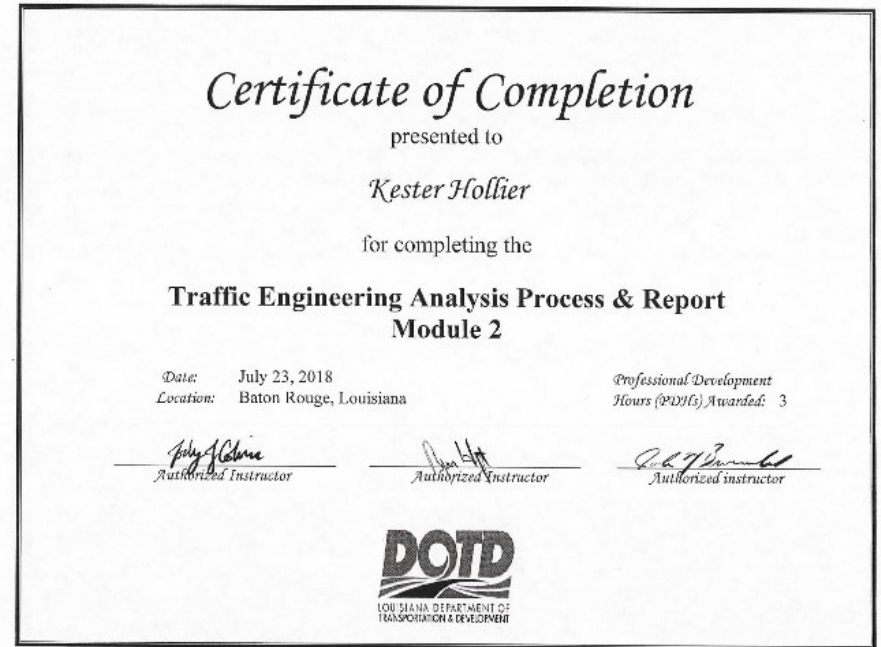 Certificate of Completion
presented to
Kester Hollier
for completing the
Traffic Engineering Analysis Process & Report
Module 2
Date: July 23, 2018
Location: Baton Rouge, Louisiana
Professional Development
Hours (PDHs) Awarded: 3
Authorized Instructor
Authorized Instructor
Authorized instructor
DOTD
LOUISIANA DEPARTMENT OF
TRANSPORTATION & DEVELOPMENT